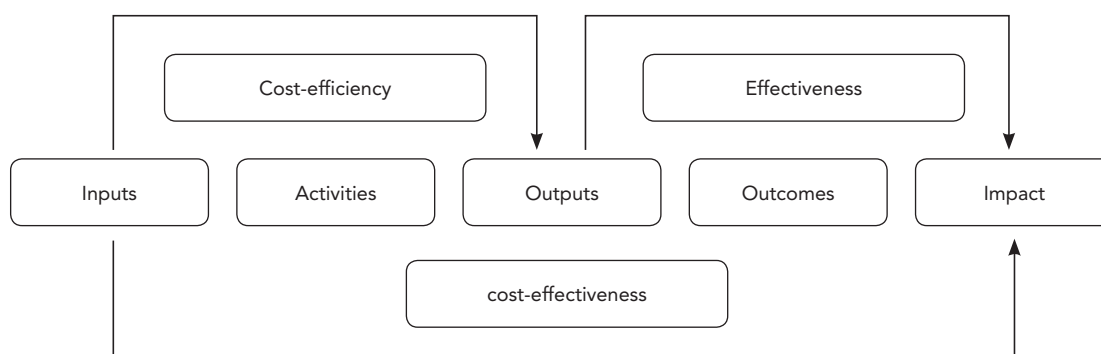 Cost-efficiency
Effectiveness
Inputs
Activities
Outputs
Outcomes
Impact
cost-effectiveness